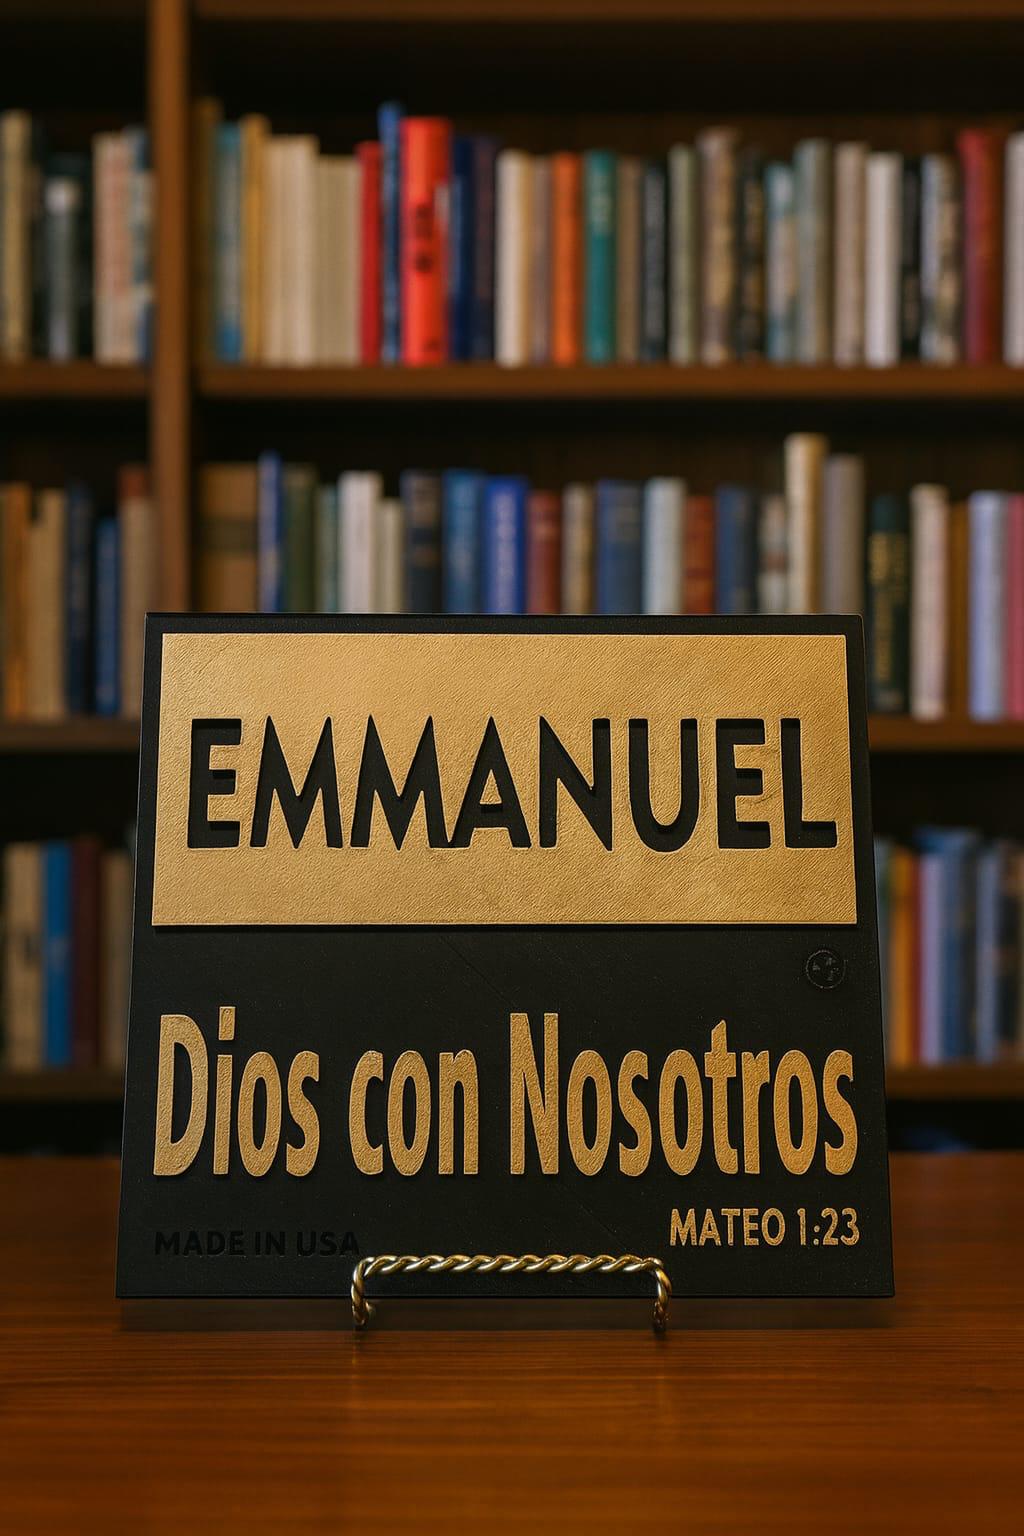 EMMANUEL
Dios con Nosotros
MATEO 1:23
MADE IN USA